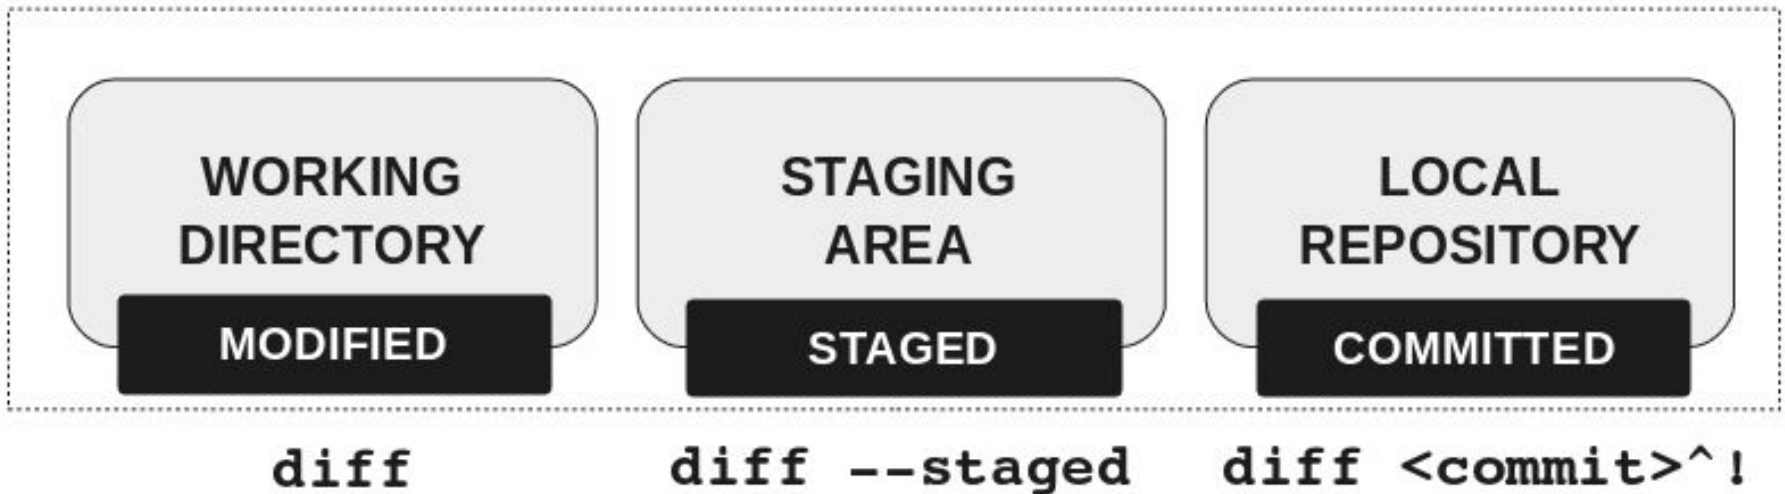 WORKING
DIRECTORY
MODIFIED
STAGING
AREA
STAGED
LOCAL
REPOSITORY
COMMITTED
diff
diff --staged
diff <commit>^!